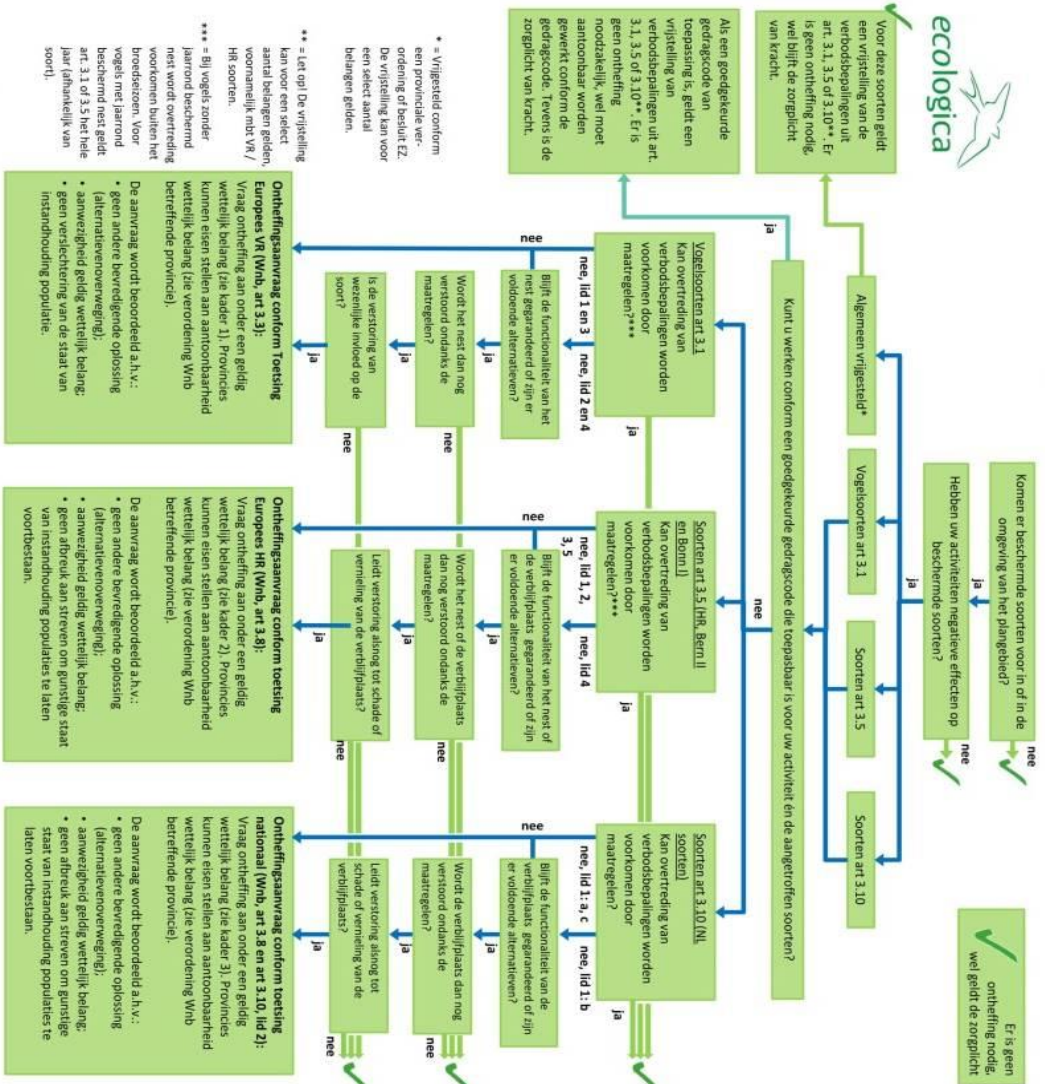 ecologica
Komen er beschermde soorten voor in of in de
omgeving van het plangebied?
nee
ja
Hebben uw activiteiten negatieve effecten op
beschermde soorten?
nee
ja
Er is geen
ontheffing nodig,
wel geldt de zorgplicht
Algemeen vrijgesteld*
Vogelsoorten art 3.1
Soorten art 3.5
Soorten art 3.10
Voor deze soorten geldt
een vrijstelling van de
verbodsbepalingen uit
art. 3.1, 3.5 of 3.10**. Er
is geen ontheffing nodig,
wel blijft de zorgplicht
van kracht.
Kunt u werken conform een goedgekeurde gedragscode die toepasbaar is voor uw activiteit én de aangetroffen soorten?
ja
nee
Als een goedgekeurde
gedragscode van
toepassing is, geldt een
vrijstelling van
verbodsbepalingen uit art.
3.1, 3.5 of 3.10**. Er is
geen ontheffing
noodzakelijk, wel moet
aantoonbaar worden
gewerkt conform de
gedragscode. Tevens is de
zorgplicht van kracht.
Vogelsoorten art 3.1
Kan overtreding van
verbodsbepalingen worden
voorkomen door
maatregelen?***
ja
Soorten art 3.5 (HR, Bern II
en Bonn I)
Kan overtreding van
verbodsbepalingen worden
voorkomen door
maatregelen?***
ja
Soorten art 3.10 (NL
soorten)
Kan overtreding van
verbodsbepalingen worden
voorkomen door
maatregelen?
ja
nee, lid 1 en 3
nee, lid 2 en 4
nee, lid 1, 2,
3, 5
nee, lid 4
nee, lid 1: a, c
nee, lid 1: b
nee
Blijft de functionaliteit van het
nest gegarandeerd of zijn er
voldoende alternatieven?
ja
nee
Blijft de functionaliteit van het nest of
de verblijfplaats gegarandeerd of zijn
er voldoende alternatieven?
ja
nee
Blijft de functionaliteit van de
verblijfplaats gegarandeerd of zijn
er voldoende alternatieven?
ja
Wordt het nest dan nog
verstoord ondanks de
maatregelen?
nee
ja
Wordt het nest of de verblijfplaats
dan nog verstoord ondanks de
maatregelen?
nee
ja
Wordt de verblijfplaats dan nog
verstoord ondanks de
maatregelen?
nee
ja
Is de verstoring van
wezenlijke invloed op de
soort?
nee
ja
Leidt verstoring alsnog tot schade of
vernieling van de verblijfplaats?
nee
ja
Leidt verstoring alsnog tot
schade of vernieling van de
verblijfplaats?
nee
ja
* = Vrijgesteld conform
een provinciale ver-
ordening of besluit EZ.
De vrijstelling kan voor
een select aantal
belangen gelden.
** = Let op! De vrijstelling
kan voor een select
aantal belangen gelden,
voornamelijk mbt VR /
HR soorten.
*** = Bij vogels zonder
jaarrond beschermd
nest wordt overtreding
voorkomen buiten het
broedseizoen. Voor
vogels met jaarrond
beschermd nest geldt
art. 3.1 of 3.5 het hele
jaar (afhankelijk van
soort).
Ontheffingsaanvraag conform Toetsing
Europees VR (Wnb, art 3.3):
Vraag ontheffing aan onder een geldig
wettelijk belang (zie kader 1). Provincies
kunnen eisen stellen aan aantoonbaarheid
wettelijk belang (zie verordening Wnb
betreffende provincie).
De aanvraag wordt beoordeeld a.h.v.:
• geen andere bevredigende oplossing
(alternatievenoverweging);
• aanwezigheid geldig wettelijk belang;
• geen verslechtering van de staat van
instandhouding populatie.
Ontheffingsaanvraag conform toetsing
Europees HR (Wnb, art 3.8):
Vraag ontheffing aan onder een geldig
wettelijk belang (zie kader 2). Provincies
kunnen eisen stellen aan aantoonbaarheid
wettelijk belang (zie verordening Wnb
betreffende provincie).
De aanvraag wordt beoordeeld a.h.v.:
• geen andere bevredigende oplossing
(alternatievenoverweging);
• aanwezigheid geldig wettelijk belang;
• geen afbreuk aan streven om gunstige staat
van instandhouding populaties te laten
voortbestaan.
Ontheffingsaanvraag conform toetsing
nationaal (Wnb, art 3.8 en art 3.10, lid 2):
Vraag ontheffing aan onder een geldig
wettelijk belang (zie kader 3). Provincies
kunnen eisen stellen aan aantoonbaarheid
wettelijk belang (zie verordening Wnb
betreffende provincie).
De aanvraag wordt beoordeeld a.h.v.:
• geen andere bevredigende oplossing
(alternatievenoverweging);
• aanwezigheid geldig wettelijk belang;
• geen afbreuk aan streven om gunstige
staat van instandhouding populaties te
laten voortbestaan.